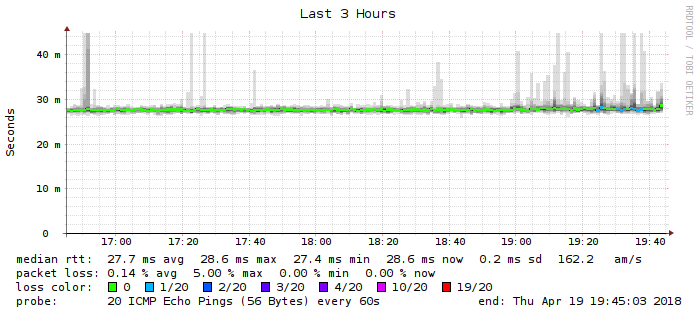 Last 3 Hours
RRDTOOL / TOBI OETIKER
Seconds
40 m
30 m
20 m
10 m
0
17:00 17:20 17:40 18:00 18:20 18:40 19:00 19:20 19:40
median rtt: 27.7 ms avg 28.6 ms max 27.4 ms min 28.6 ms now 0.2 ms sd 162.2 am/s
packet loss: 0.14 % avg 5.00 % max 0.00 % min 0.00 % now
loss color: 0 1/20 2/20 3/20 4/20 10/20 19/20
probe: 20 ICMP Echo Pings (56 Bytes) every 60s end: Thu Apr 19 19:45:03 2018